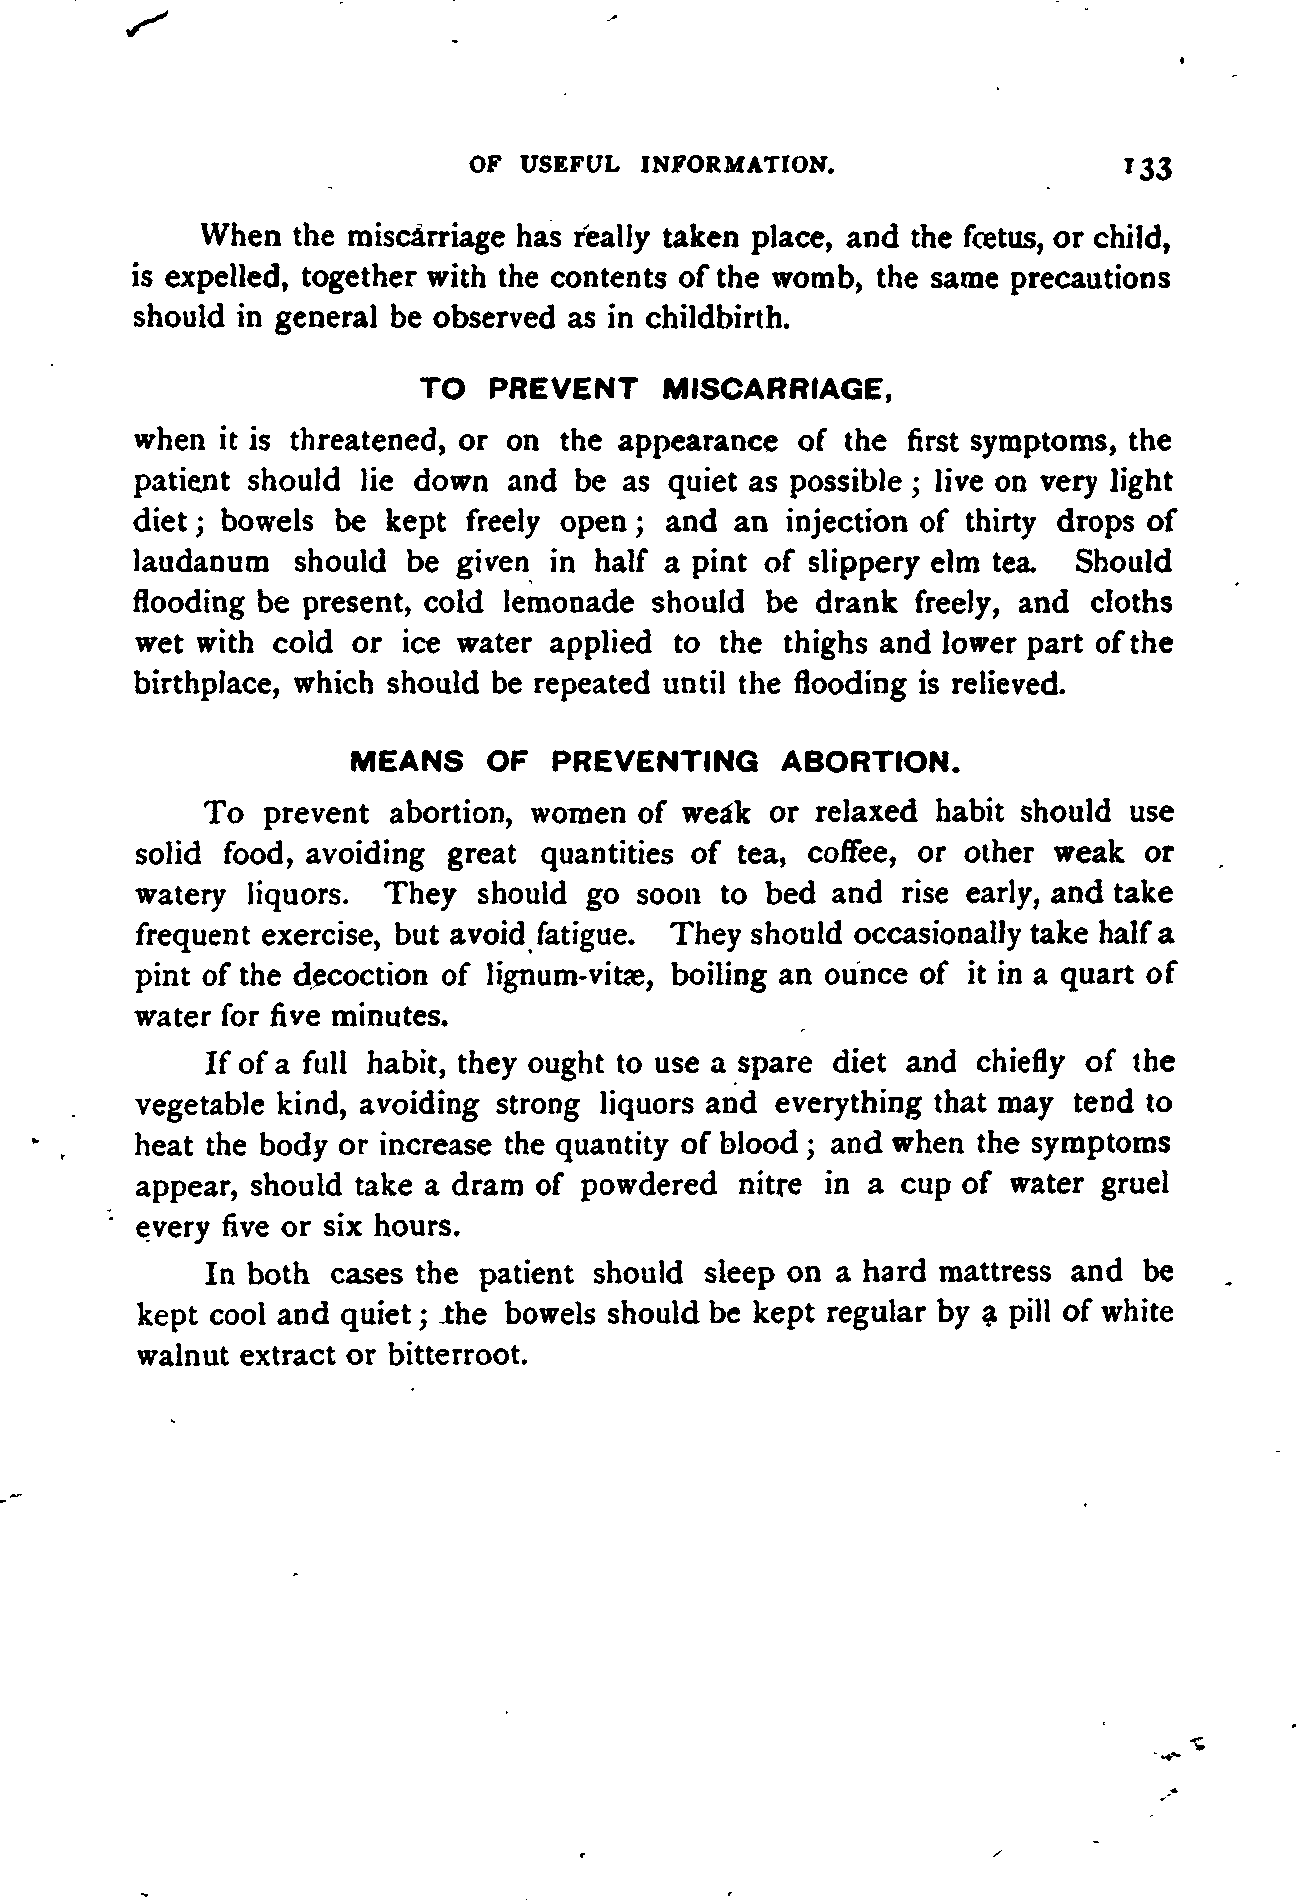 OF USEFUL INFORMATION. 133
When the miscarriage has really taken place, and the fœtus, or child,
is expelled, together with the contents of the womb, the same precautions
should in general be observed as in childbirth.
TO PREVENT MISCARRIAGE,
when it is threatened, or on the appearance of the first symptoms, the
patient should lie down and be as quiet as possible ; live on very light
diet ; bowels be kept freely open ; and an injection of thirty drops of
laudanum should be given in half a pint of slippery elm tea. Should
flooding be present, cold lemonade should be drank freely, and cloths
wet with cold or ice water applied to the thighs and lower part of the
birthplace, which should be repeated until the flooding is relieved.
MEANS OF PREVENTING ABORTION.
To prevent abortion, women of weak or relaxed habit should use
solid food, avoiding great quantities of tea, coffee, or other weak or
watery liquors. They should go soon to bed and rise early, and take
frequent exercise, but avoid fatigue. They should occasionally take half a
pint of the decoction of lignum-vitæ, boiling an ounce of it in a quart of
water for five minutes.
If of a full habit, they ought to use a spare diet and chiefly of the
vegetable kind, avoiding strong liquors and everything that may tend to
heat the body or increase the quantity of blood ; and when the symptoms
appear, should take a dram of powdered nitre in a cup of water gruel
every five or six hours.
In both cases the patient should sleep on a hard mattress and be
kept cool and quiet ; the bowels should be kept regular by a pill of white
walnut extract or bitterroot.